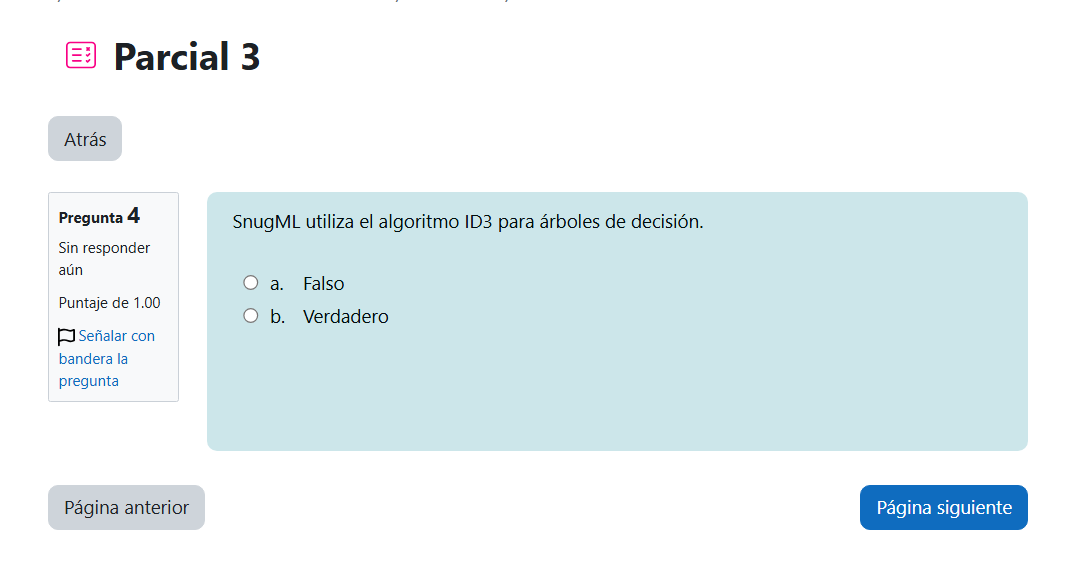 Parcial 3
Atrás
Pregunta 4
Sin responder
aún
Puntaje de 1.00
Señalar con
bandera la
pregunta
SnugML utiliza el algoritmo ID3 para árboles de decisión.
a. Falso
b. Verdadero
Página anterior
Página siguiente